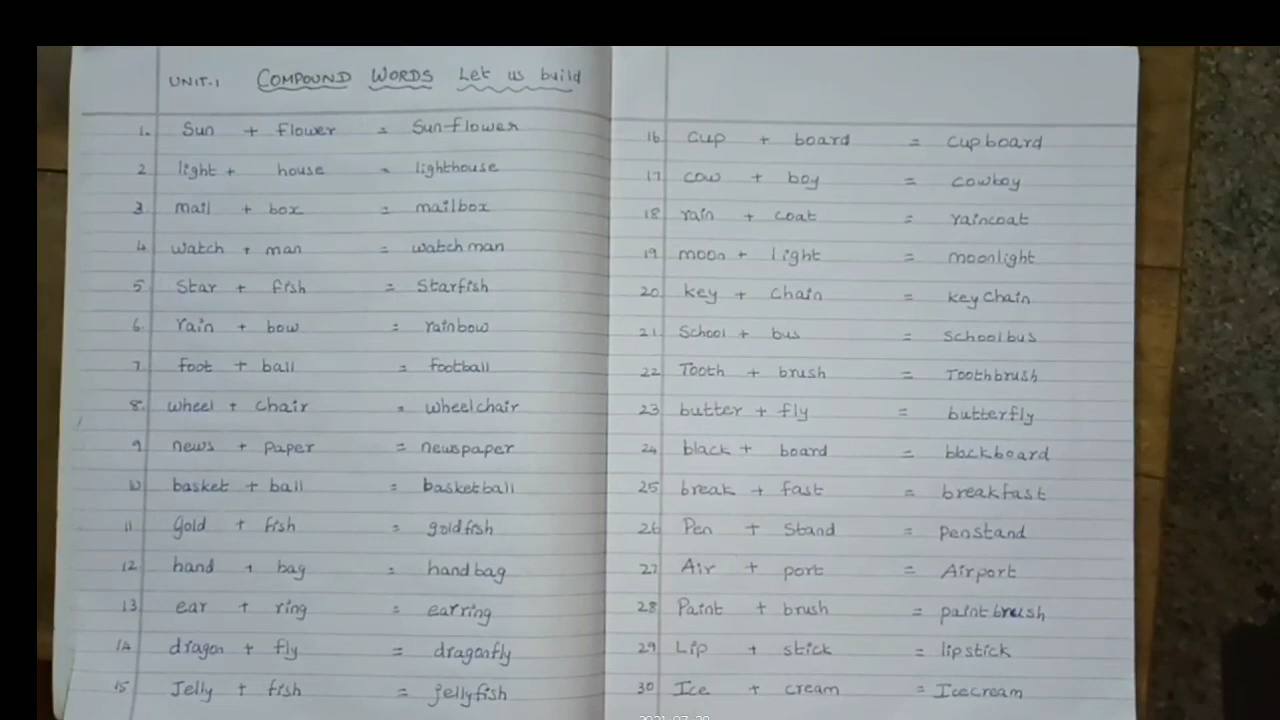 UNIT-1 COMPOUND WORDS Let us build
1. Sun + flower = Sunflower
2 light + house = lighthouse
3 mail + box = mailbox
4 watch + man = watchman
5 Star + fish = Starfish
6. rain + bow = rainbow
7 foot + ball = football
8. wheel + chair = wheelchair
9 news + paper = newspaper
10 basket + ball = basketball
11 gold + fish = goldfish
12 hand + bag = handbag
13 ear + ring = earring
14 dragon + fly = dragonfly
15 Jelly + fish = jellyfish
16 cup + board = cupboard
17 cow + boy = cowboy
18 rain + coat = raincoat
19 moon + light = moonlight
20 key + chain = keychain
21 School + bus = Schoolbus
22 Tooth + brush = Toothbrush
23 butter + fly = butterfly
24 black + board = blackboard
25 break + fast = breakfast
26 Pen + Stand = penstand
27 Air + port = Airport
28 Paint + brush = paintbrush
29 Lip + stick = lipstick
30 Ice + cream = Icecream